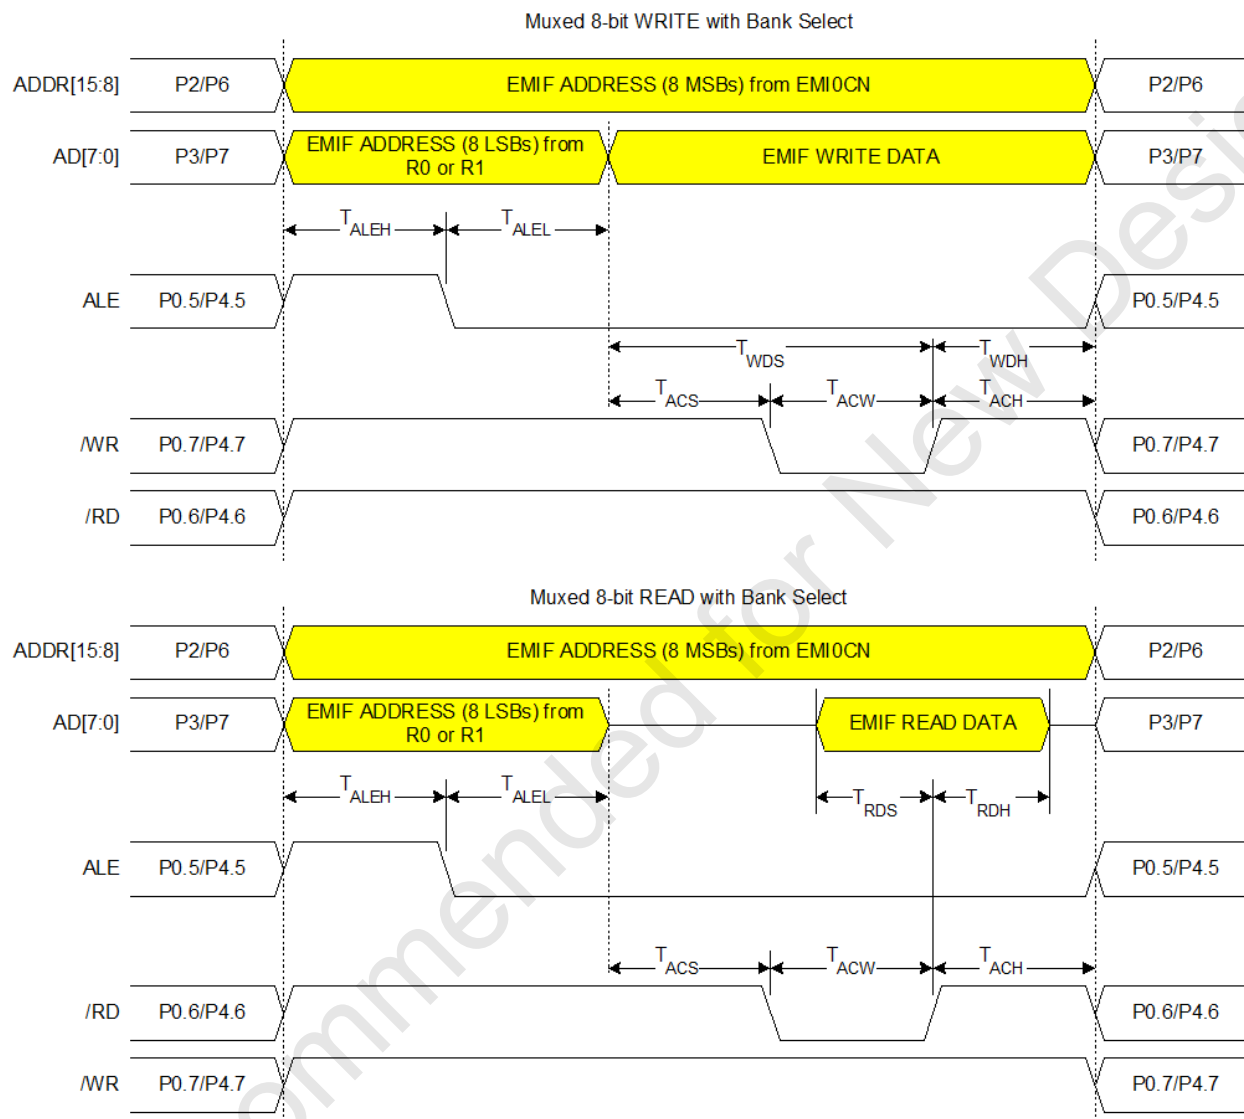 Muxed 8-bit WRITE with Bank Select
ADDR[15:8] P2/P6 EMIF ADDRESS (8 MSBs) from EMI0CN P2/P6
AD[7:0] P3/P7 EMIF ADDRESS (8 LSBs) from R0 or R1 EMIF WRITE DATA P3/P7
TALEH TALEL
ALE P0.5/P4.5 P0.5/P4.5
TWDS TWDH
TACS TACW TACH
/WR P0.7/P4.7 P0.7/P4.7
/RD P0.6/P4.6 P0.6/P4.6
Muxed 8-bit READ with Bank Select
ADDR[15:8] P2/P6 EMIF ADDRESS (8 MSBs) from EMI0CN P2/P6
AD[7:0] P3/P7 EMIF ADDRESS (8 LSBs) from R0 or R1 EMIF READ DATA P3/P7
TALEH TALEL TRDS TRDH
ALE P0.5/P4.5 P0.5/P4.5
TACS TACW TACH
/RD P0.6/P4.6 P0.6/P4.6
/WR P0.7/P4.7 P0.7/P4.7
ommended for New Desi